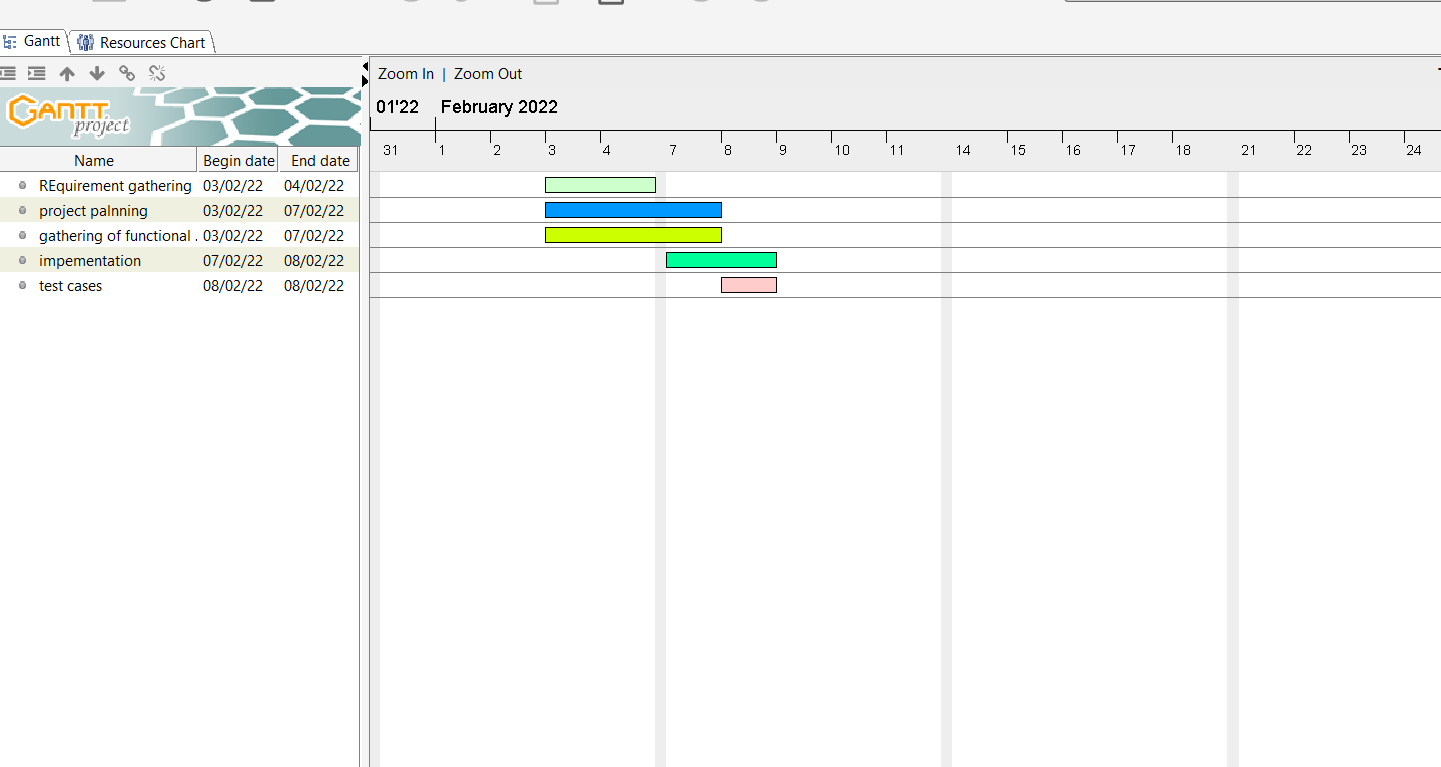 Gantt
Resources Chart
Zoom In | Zoom Out
GANTT
project
01'22 February 2022
31 1 2 3 4 7 8 9 10 11 14 15 16 17 18 21 22 23 24
Name Begin date End date
REquirement gathering 03/02/22 04/02/22
project palnning 03/02/22 07/02/22
gathering of functional . 03/02/22 07/02/22
impementation 07/02/22 08/02/22
test cases 08/02/22 08/02/22